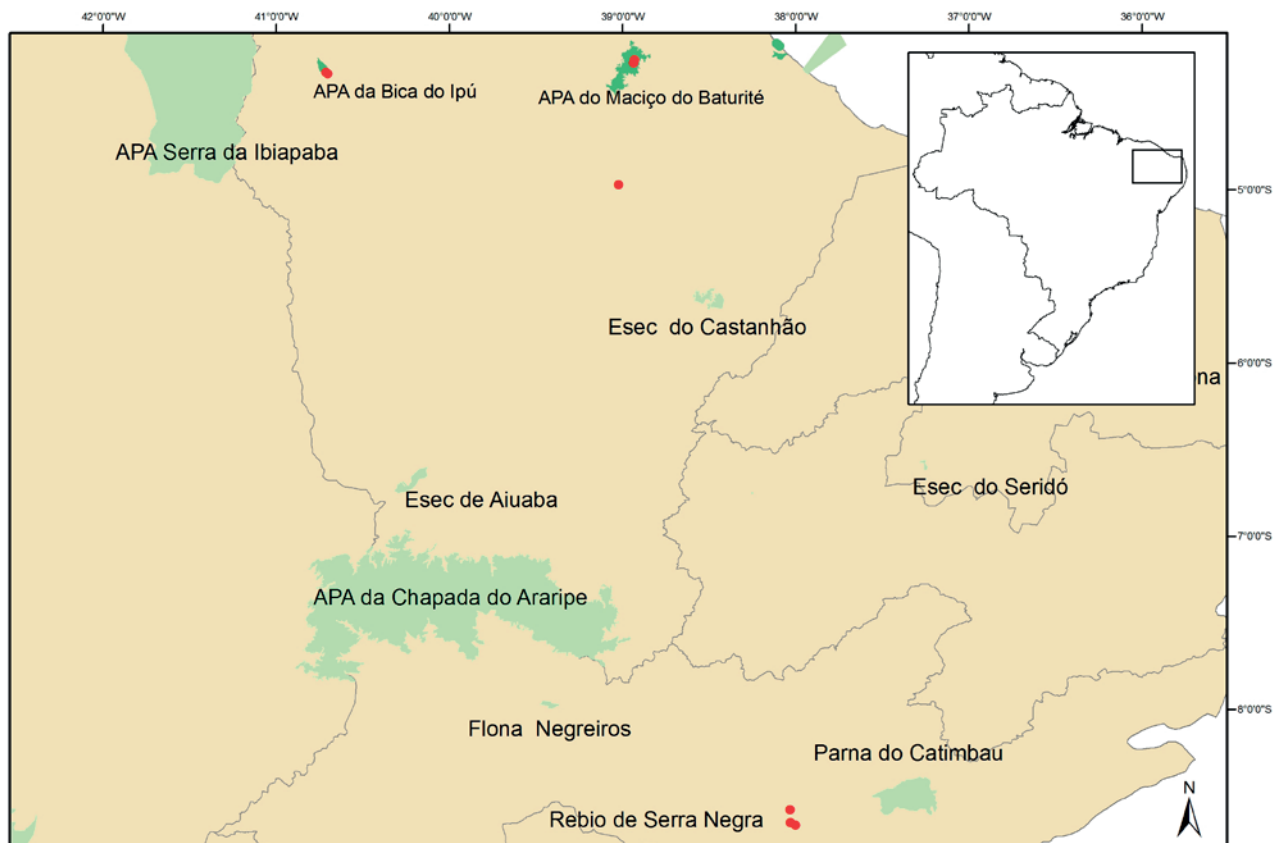 42°0'0"W 41°0'0"W 40°0'0"W 39°0'0"W 38°0'0"W 37°0'0"W 36°0'0"W
APA da Bica do Ipú
APA do Maciço do Baturité
APA Serra da Ibiapaba
5°0'0"S
Esec do Castanhão
6°0'0"S
na
Esec de Aiuaba
Esec do Seridó
7°0'0"S
APA da Chapada do Araripe
8°0'0"S
Flona Negreiros
Parna do Catimbau
N
Rebio de Serra Negra